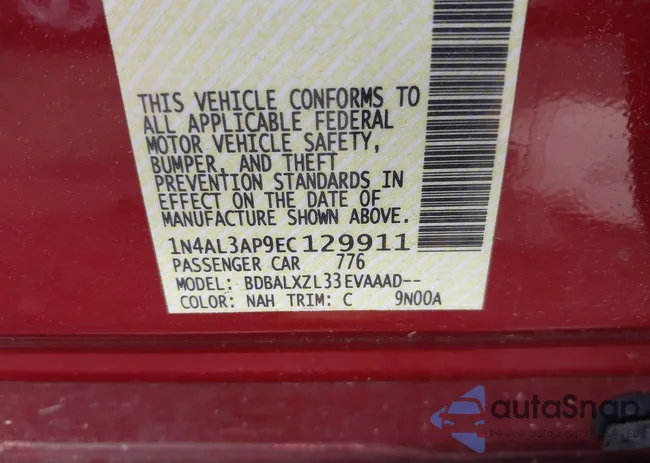 THIS VEHICLE CONFORMS TO
ALL APPLICABLE FEDERAL
MOTOR VEHICLE SAFETY,
BUMPER, AND THEFT
PREVENTION STANDARDS IN
EFFECT ON THE DATE OF
MANUFACTURE SHOWN ABOVE.
1N4AL3AP9EC129911
PASSENGER CAR 776
MODEL: BDBALXZL33EVAAAD--
COLOR: NAH TRIM: C 9N00A
autaSnap